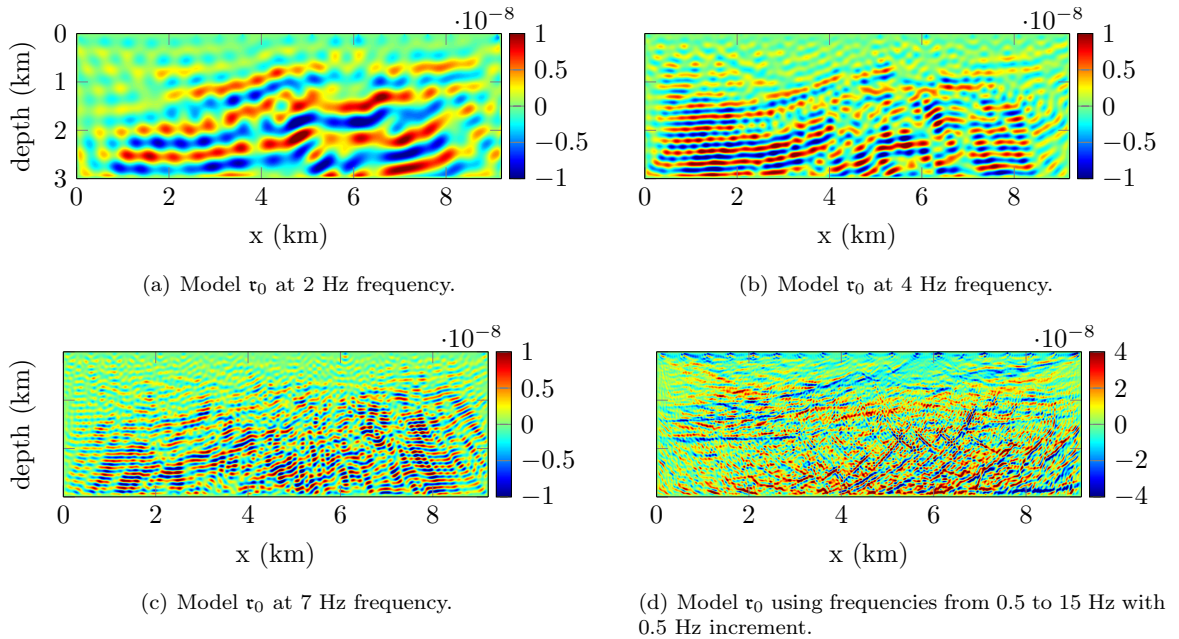 ·10⁻⁸
0
1
2
3
depth (km)
0 2 4 6 8
x (km)
1
0.5
0
−0.5
−1
(a) Model 𝔯₀ at 2 Hz frequency.
·10⁻⁸
0 2 4 6 8
x (km)
1
0.5
0
−0.5
−1
(b) Model 𝔯₀ at 4 Hz frequency.
·10⁻⁸
depth (km)
0 2 4 6 8
x (km)
1
0.5
0
−0.5
−1
(c) Model 𝔯₀ at 7 Hz frequency.
·10⁻⁸
0 2 4 6 8
x (km)
4
2
0
−2
−4
(d) Model 𝔯₀ using frequencies from 0.5 to 15 Hz with
0.5 Hz increment.